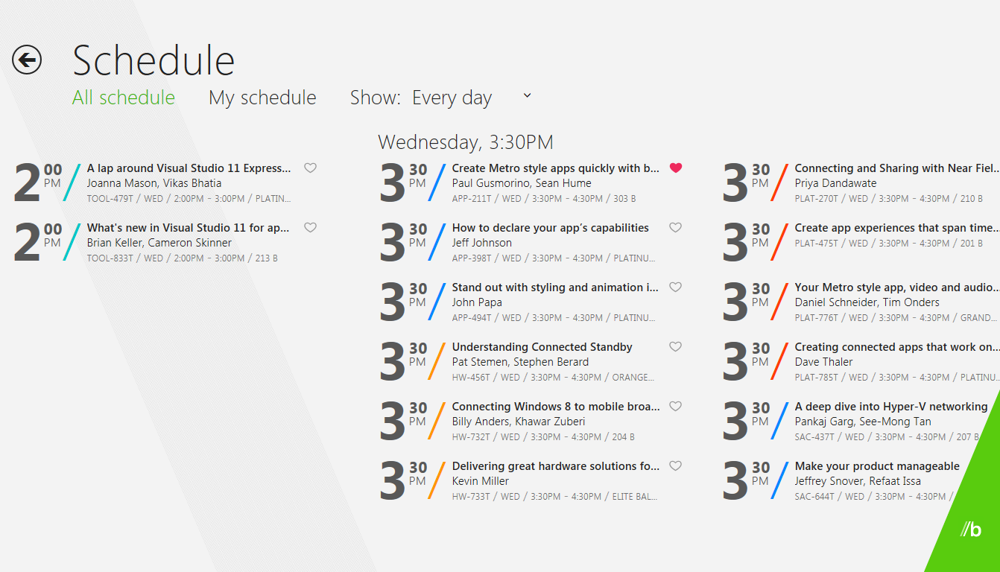 Schedule
All schedule
My schedule
Show: Every day
2 00 PM
A lap around Visual Studio 11 Express...
Joanna Mason, Vikas Bhatia
TOOL-479T / WED / 2:00PM - 3:00PM / PLATIN...
2 00 PM
What's new in Visual Studio 11 for ap...
Brian Keller, Cameron Skinner
TOOL-833T / WED / 2:00PM - 3:00PM / 213 B
Wednesday, 3:30PM
3 30 PM
Create Metro style apps quickly with b...
Paul Gusmorino, Sean Hume
APP-211T / WED / 3:30PM - 4:30PM / 303 B
3 30 PM
How to declare your app’s capabilities
Jeff Johnson
APP-398T / WED / 3:30PM - 4:30PM / PLATINU...
3 30 PM
Stand out with styling and animation i...
John Papa
APP-494T / WED / 3:30PM - 4:30PM / PLATINU...
3 30 PM
Understanding Connected Standby
Pat Stemen, Stephen Berard
HW-456T / WED / 3:30PM - 4:30PM / ORANGE...
3 30 PM
Connecting Windows 8 to mobile broa...
Billy Anders, Khawar Zuberi
HW-732T / WED / 3:30PM - 4:30PM / 204 B
3 30 PM
Delivering great hardware solutions fo...
Kevin Miller
HW-733T / WED / 3:30PM - 4:30PM / ELITE BAL...
3 30 PM
Connecting and Sharing with Near Fiel...
Priya Dandawate
PLAT-270T / WED / 3:30PM - 4:30PM / 210 B
3 30 PM
Create app experiences that span time...
PLAT-475T / WED / 3:30PM - 4:30PM / 201 B
3 30 PM
Your Metro style app, video and audio...
Daniel Schneider, Tim Onders
PLAT-776T / WED / 3:30PM - 4:30PM / GRAND...
3 30 PM
Creating connected apps that work on...
Dave Thaler
PLAT-785T / WED / 3:30PM - 4:30PM / PLATINU...
3 30 PM
A deep dive into Hyper-V networking
Pankaj Garg, See-Mong Tan
SAC-437T / WED / 3:30PM - 4:30PM / 207 B
3 30 PM
Make your product manageable
Jeffrey Snover, Refaat Issa
SAC-644T / WED / 3:30PM - 4:30PM /
//b